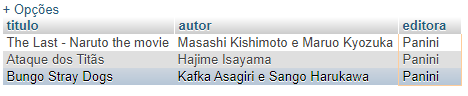 + Opções
titulo autor editora
The Last - Naruto the movie Masashi Kishimoto e Maruo Kyozuka Panini
Ataque dos Titãs Hajime Isayama Panini
Bungo Stray Dogs Kafka Asagiri e Sango Harukawa Panini